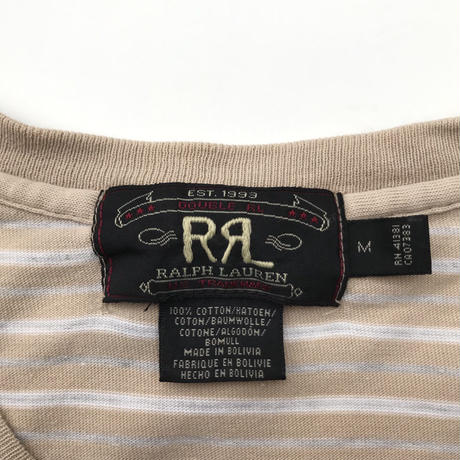 EST. 1993
DOUBLE RL
RRL
RALPH LAUREN
TRADEMARK
M
RN 41381
CA07383
100% COTTON/KATOEN/
COTON/BAUMWOLLE/
COTONE/ALGODÓN/
BOMULL
MADE IN BOLIVIA
FABRIQUE EN BOLIVIE
HECHO EN BOLIVIA